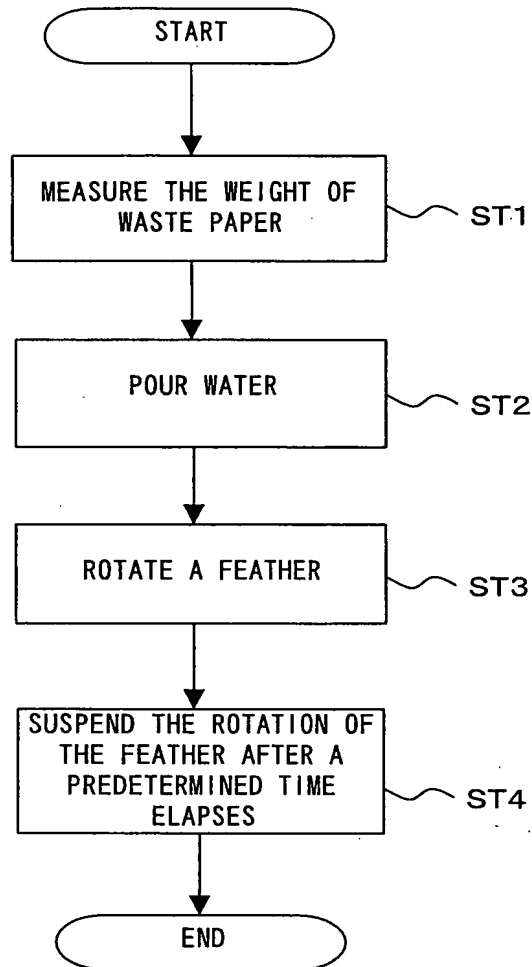 START
MEASURE THE WEIGHT OF
WASTE PAPER
ST1
POUR WATER
ST2
ROTATE A FEATHER
ST3
SUSPEND THE ROTATION OF
THE FEATHER AFTER A
PREDETERMINED TIME
ELAPSES
ST4
END